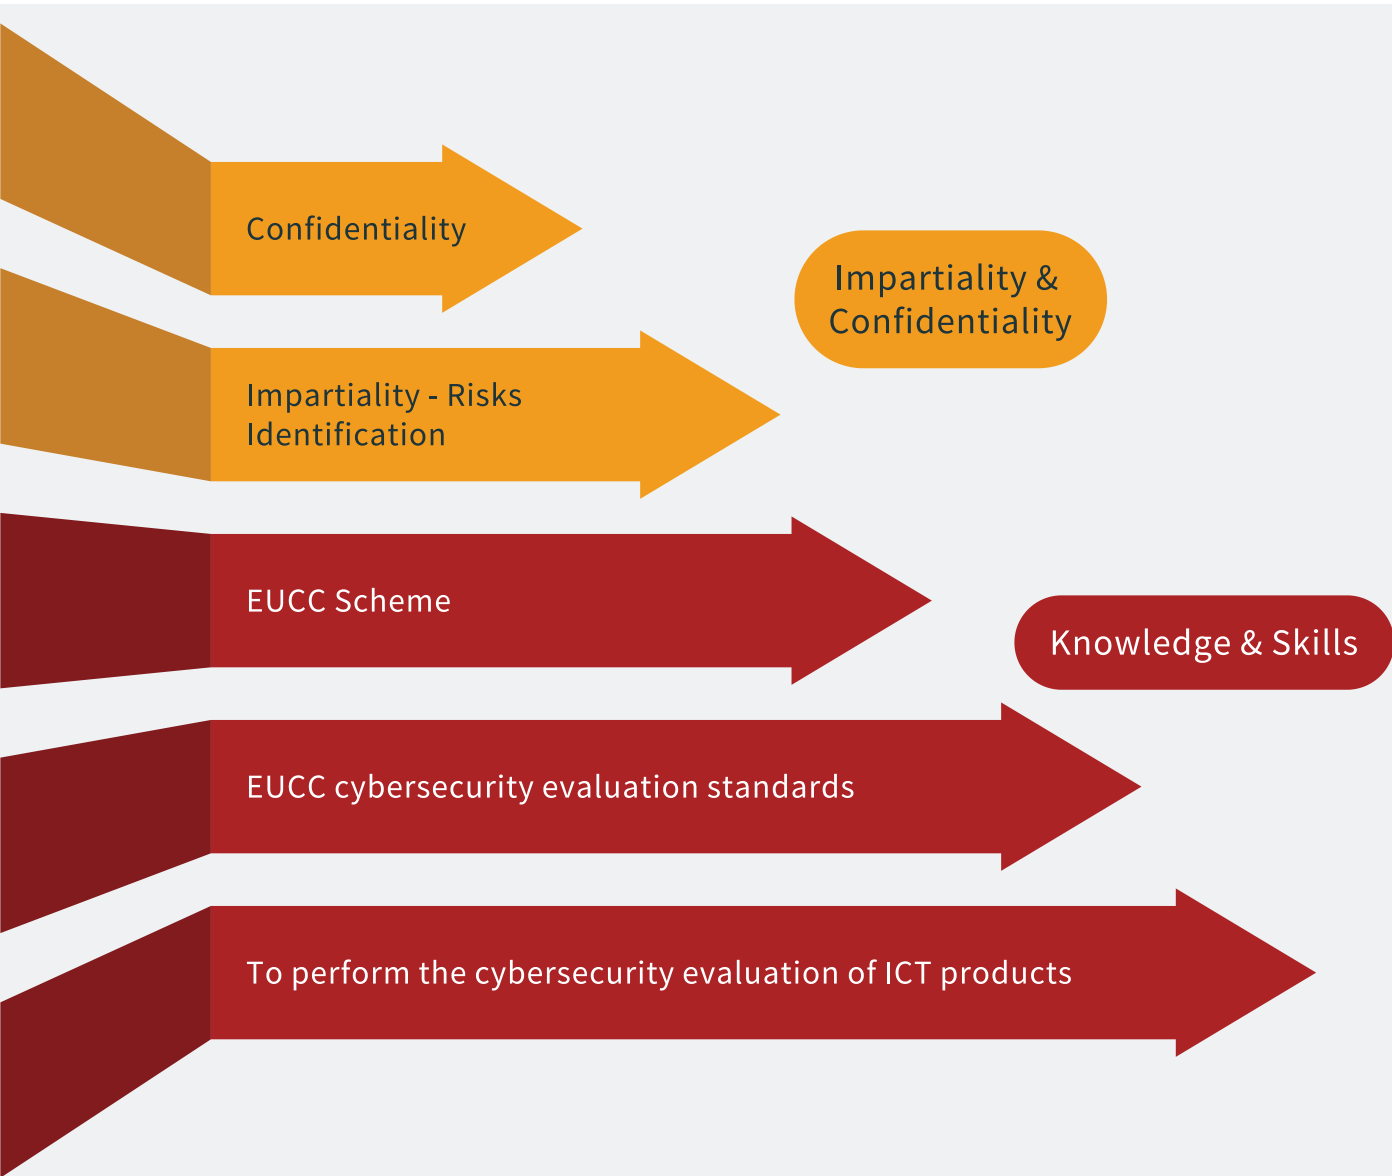 Confidentiality
Impartiality &
Confidentiality
Impartiality - Risks
Identification
EUCC Scheme
Knowledge & Skills
EUCC cybersecurity evaluation standards
To perform the cybersecurity evaluation of ICT products